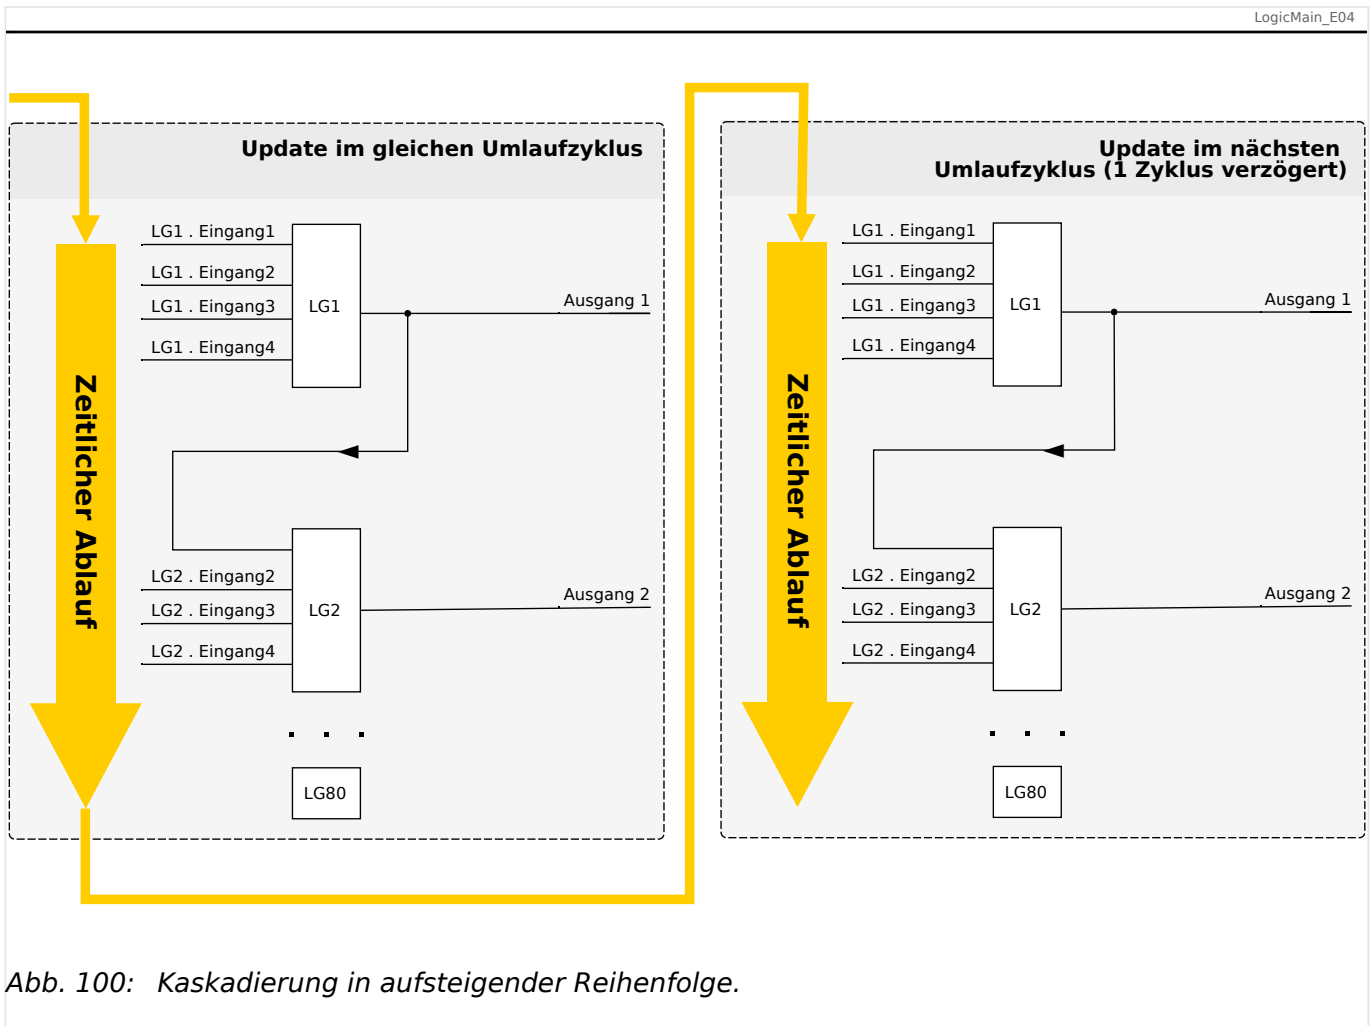 LogicMain_E04
Update im gleichen Umlaufzyklus
LG1 . Eingang1
LG1 . Eingang2
LG1 . Eingang3
LG1 . Eingang4
LG1
Ausgang 1
Zeitlicher Ablauf
LG2 . Eingang2
LG2 . Eingang3
LG2 . Eingang4
LG2
Ausgang 2
. . .
LG80
Update im nächsten
Umlaufzyklus (1 Zyklus verzögert)
LG1 . Eingang1
LG1 . Eingang2
LG1 . Eingang3
LG1 . Eingang4
LG1
Ausgang 1
Zeitlicher Ablauf
LG2 . Eingang2
LG2 . Eingang3
LG2 . Eingang4
LG2
Ausgang 2
. . .
LG80
Abb. 100: Kaskadierung in aufsteigender Reihenfolge.